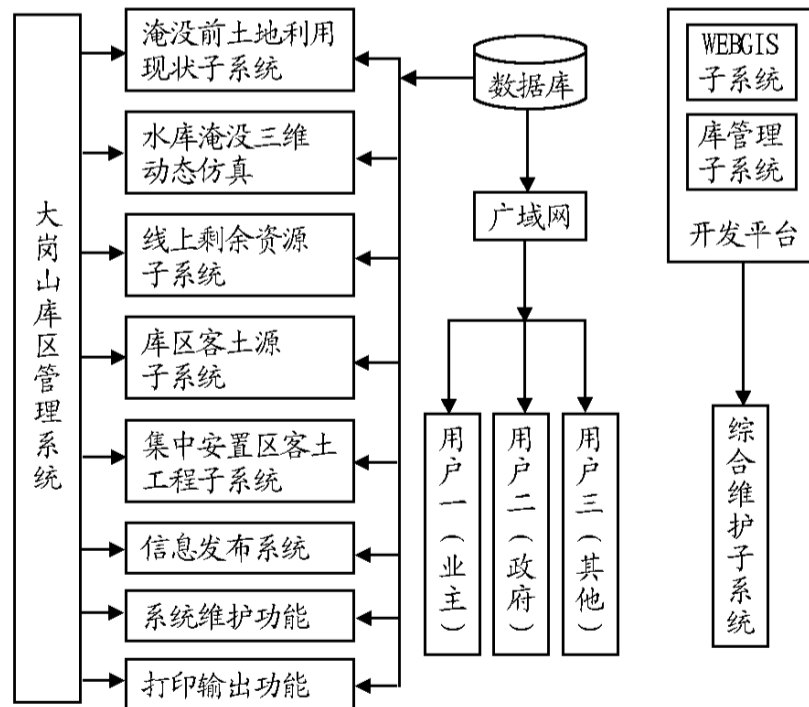 大岗山库区管理系统
淹没前土地利用
现状子系统
水库淹没三维
动态仿真
线上剩余资源
子系统
库区客土源
子系统
集中安置区客土
工程子系统
信息发布系统
系统维护功能
打印输出功能
数据库
广域网
用户一(业主)
用户二(政府)
用户三(其他)
WEBGIS
子系统
库管理
子系统
开发平台
综合维护子系统